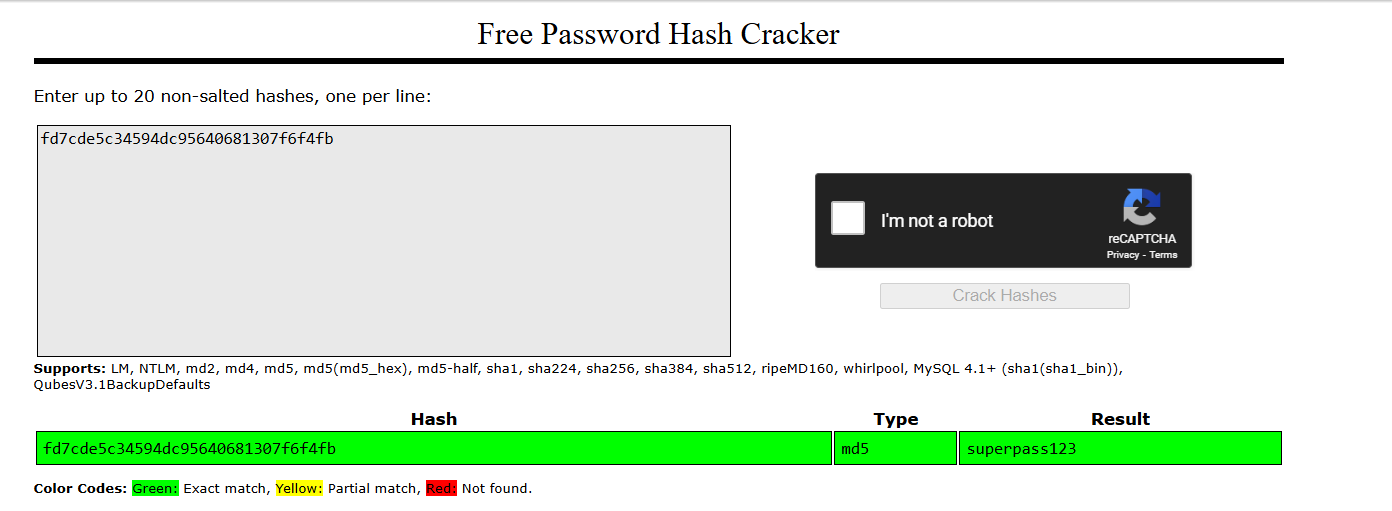 Free Password Hash Cracker
Enter up to 20 non-salted hashes, one per line:
fd7cde5c34594dc95640681307f6f4fb
I'm not a robot
reCAPTCHA
Privacy - Terms
Crack Hashes
Supports: LM, NTLM, md2, md4, md5, md5(md5_hex), md5-half, sha1, sha224, sha256, sha384, sha512, ripeMD160, whirlpool, MySQL 4.1+ (sha1(sha1_bin)),
QubesV3.1BackupDefaults
Hash Type Result
fd7cde5c34594dc95640681307f6f4fb md5 superpass123
Color Codes: Green: Exact match, Yellow: Partial match, Red: Not found.